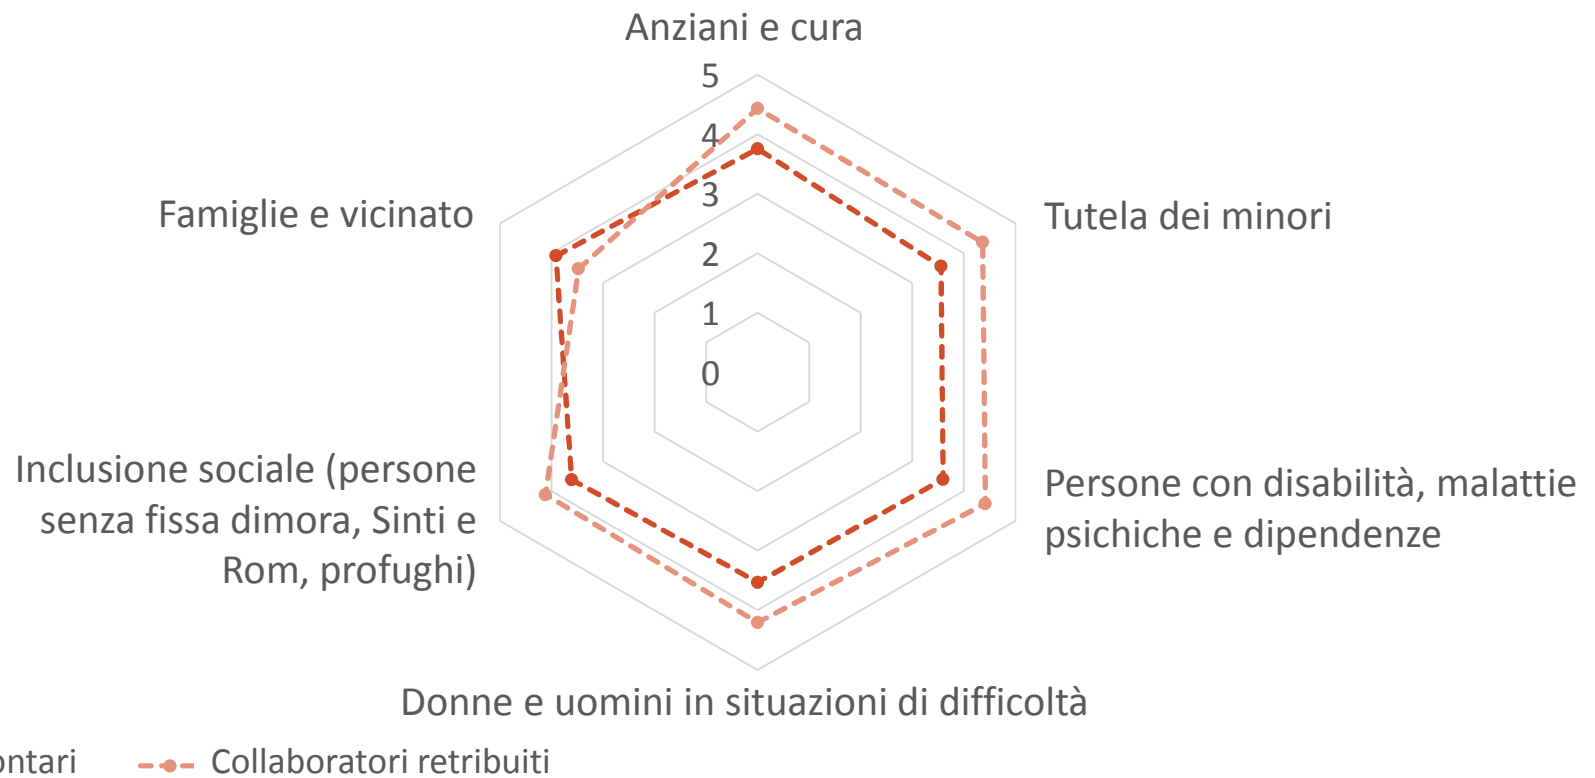 Anziani e cura
5
4
3
2
1
0
Famiglie e vicinato
Tutela dei minori
Inclusione sociale (persone
senza fissa dimora, Sinti e
Rom, profughi)
Persone con disabilità, malattie
psichiche e dipendenze
Donne e uomini in situazioni di difficoltà
Collaboratori retribuiti